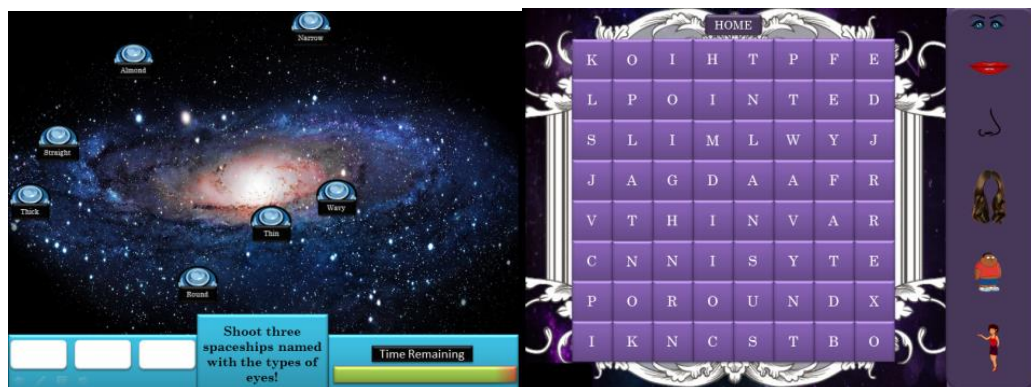 Narrow
Almond
Straight
Thick
Wavy
Thin
Round
Shoot three
spaceships named
with the types of
eyes!
Time Remaining
HOME
K O I H T P F E
L P O I N T E D
S L I M L W Y J
J A G D A A F R
V T H I N V A R
C N N I S Y T E
P O R O U N D X
I K N C S T B O